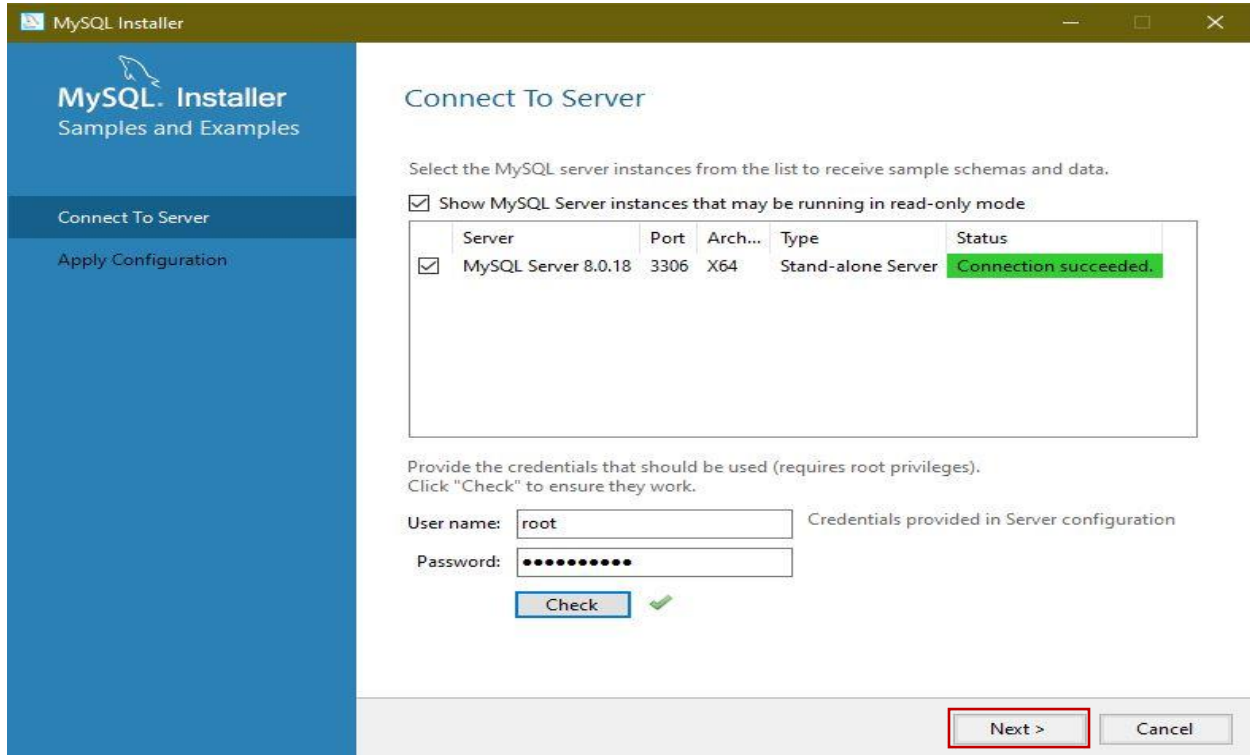 MySQL Installer
MySQL. Installer
Samples and Examples
Connect To Server
Apply Configuration
Connect To Server
Select the MySQL server instances from the list to receive sample schemas and data.
Show MySQL Server instances that may be running in read-only mode
Server Port Arch... Type Status
MySQL Server 8.0.18 3306 X64 Stand-alone Server Connection succeeded.
Provide the credentials that should be used (requires root privileges).
Click "Check" to ensure they work.
User name: root Credentials provided in Server configuration
Password: ●●●●●●●●●●
Check
Next > Cancel